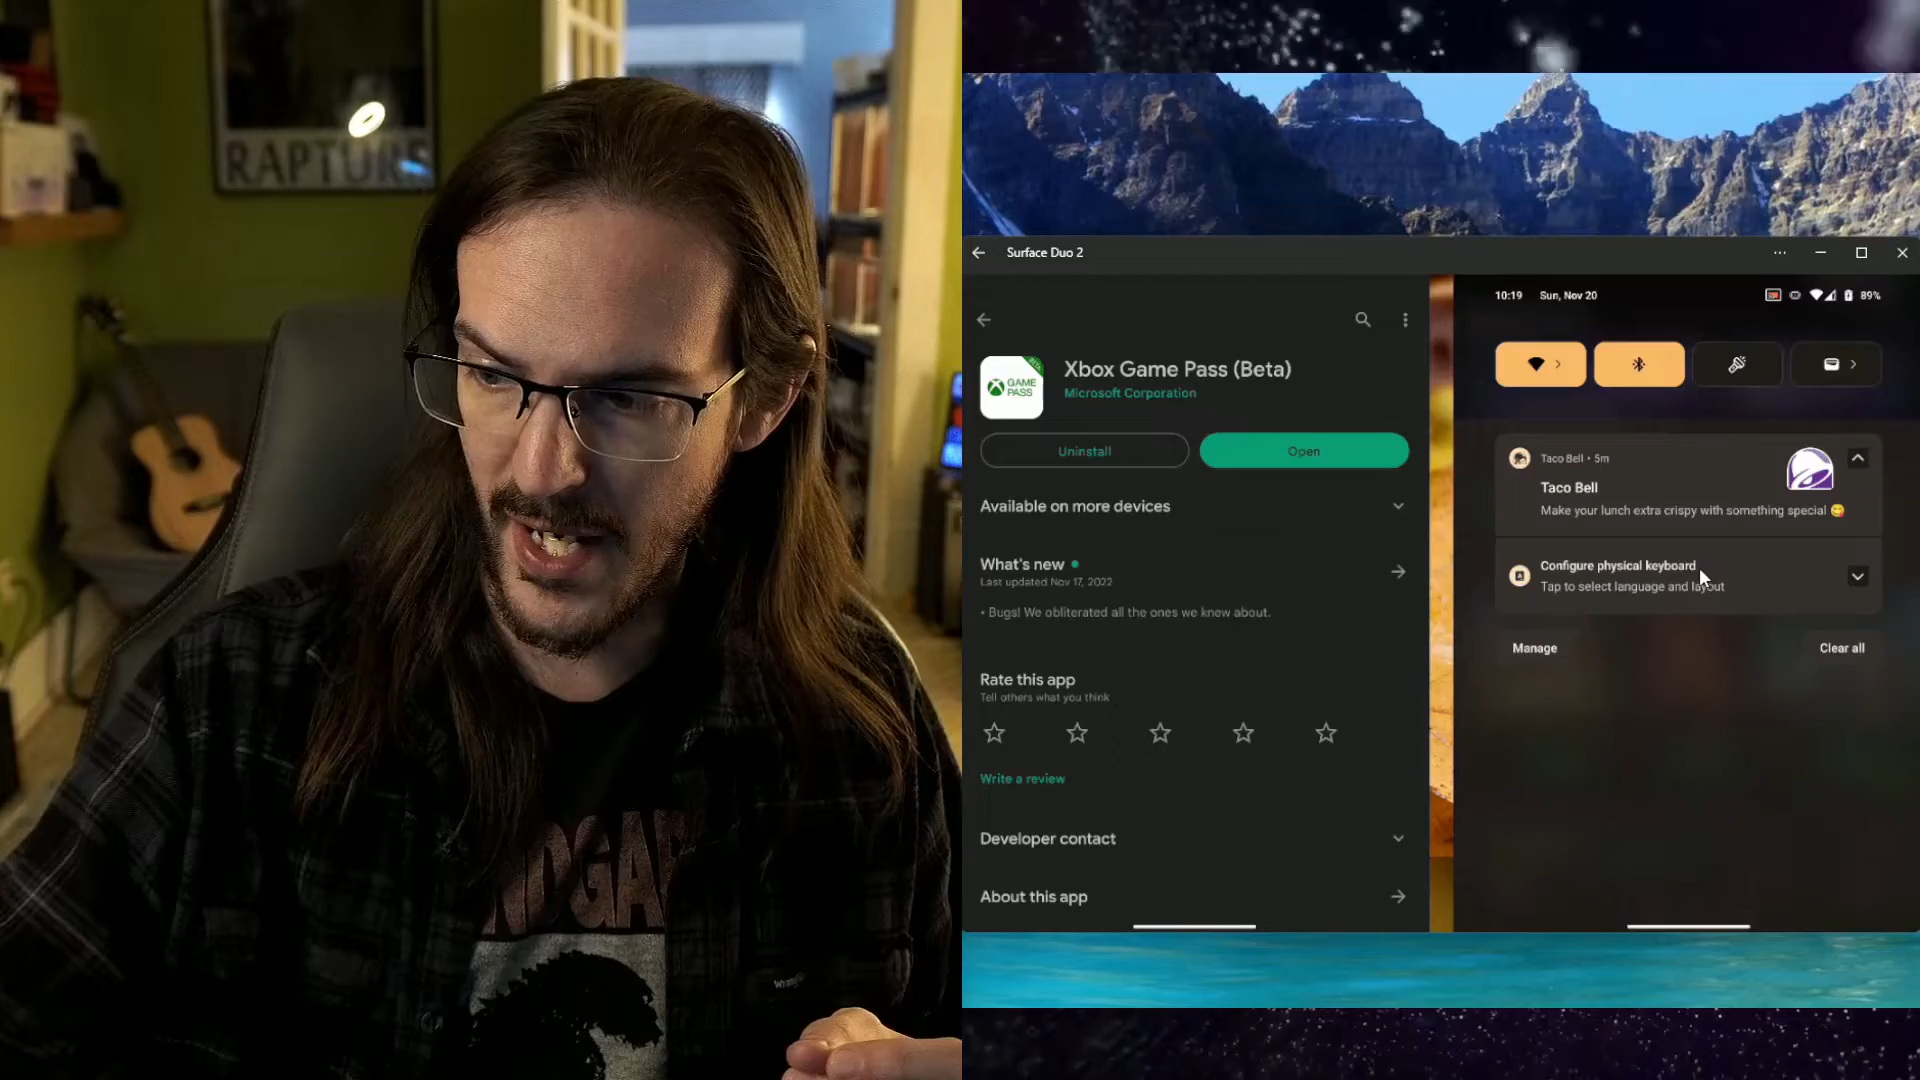 RAPTURE
NDGA
Wrangler
Surface Duo 2
Xbox Game Pass (Beta)
Microsoft Corporation
BETA
GAME
PASS
Uninstall
Open
Available on more devices
What's new
Last updated Nov 17, 2022
• Bugs! We obliterated all the ones we knew about.
Rate this app
Tell others what you think
Write a review
Developer contact
About this app
10:19 Sun, Nov 20
89%
Taco Bell • 5m
Taco Bell
Make your lunch extra crispy with something special 😋
Configure physical keyboard
Tap to select language and layout
Manage
Clear all